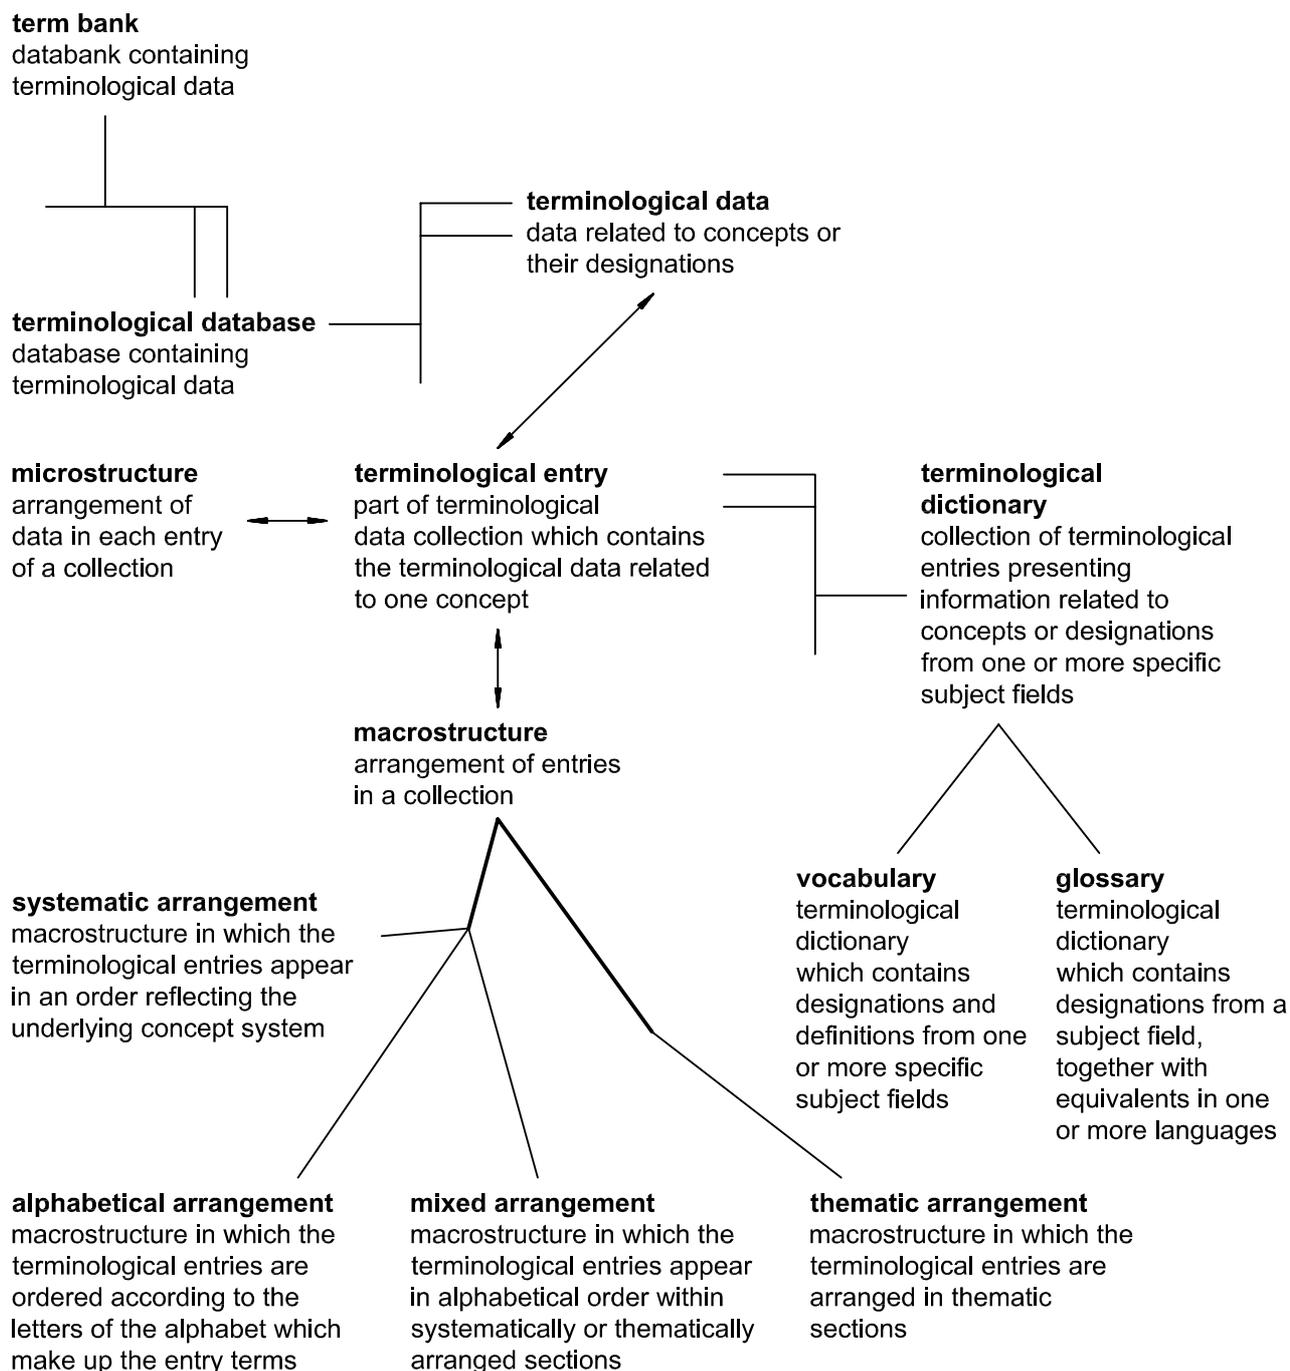 term bank
databank containing
terminological data
terminological data
data related to concepts or
their designations
terminological database
database containing
terminological data
microstructure
arrangement of
data in each entry
of a collection
terminological entry
part of terminological
data collection which contains
the terminological data related
to one concept
terminological
dictionary
collection of terminological
entries presenting
information related to
concepts or designations
from one or more specific
subject fields
macrostructure
arrangement of entries
in a collection
vocabulary
terminological
dictionary
which contains
designations and
definitions from one
or more specific
subject fields
glossary
terminological
dictionary
which contains
designations from a
subject field,
together with
equivalents in one
or more languages
systematic arrangement
macrostructure in which the
terminological entries appear
in an order reflecting the
underlying concept system
alphabetical arrangement
macrostructure in which the
terminological entries are
ordered according to the
letters of the alphabet which
make up the entry terms
mixed arrangement
macrostructure in which the
terminological entries appear
in alphabetical order within
systematically or thematically
arranged sections
thematic arrangement
macrostructure in which the
terminological entries are
arranged in thematic
sections